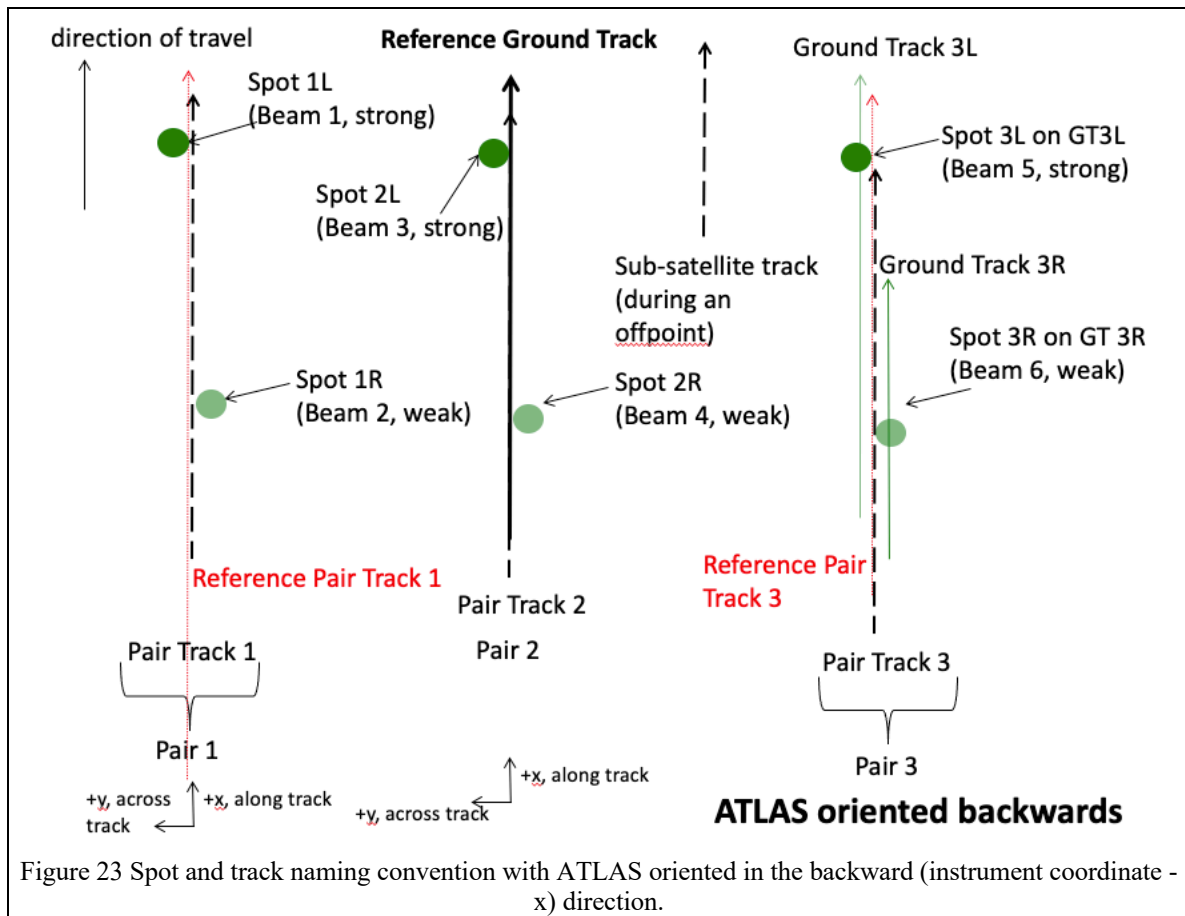 direction of travel
Reference Ground Track
Ground Track 3L
Spot 1L
(Beam 1, strong)
Spot 2L
(Beam 3, strong)
Spot 3L on GT3L
(Beam 5, strong)
Sub-satellite track
(during an
offpoint)
Ground Track 3R
Spot 1R
(Beam 2, weak)
Spot 2R
(Beam 4, weak)
Spot 3R on GT 3R
(Beam 6, weak)
Reference Pair Track 1
Reference Pair
Track 3
Pair Track 1
Pair 1
Pair Track 2
Pair 2
Pair Track 3
Pair 3
+y, across
track
+x, along track
+x, along track
+y, across track
ATLAS oriented backwards
Figure 23 Spot and track naming convention with ATLAS oriented in the backward (instrument coordinate -
x) direction.